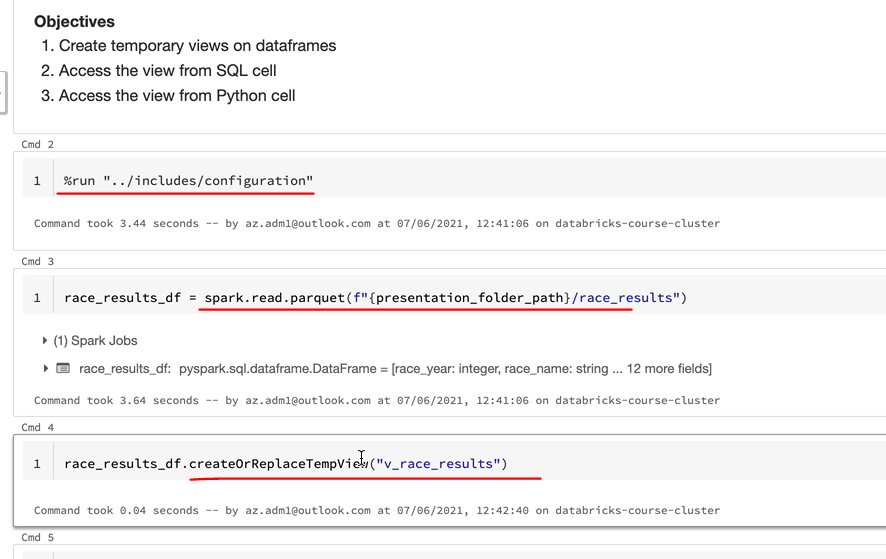 Objectives
1. Create temporary views on dataframes
2. Access the view from SQL cell
3. Access the view from Python cell
Cmd 2
1 %run "../includes/configuration"
Command took 3.44 seconds -- by az.adm1@outlook.com at 07/06/2021, 12:41:06 on databricks-course-cluster
Cmd 3
1 race_results_df = spark.read.parquet(f"{presentation_folder_path}/race_results")
(1) Spark Jobs
race_results_df: pyspark.sql.dataframe.DataFrame = [race_year: integer, race_name: string ... 12 more fields]
Command took 3.64 seconds -- by az.adm1@outlook.com at 07/06/2021, 12:41:06 on databricks-course-cluster
Cmd 4
1 race_results_df.createOrReplaceTempView("v_race_results")
Command took 0.04 seconds -- by az.adm1@outlook.com at 07/06/2021, 12:42:40 on databricks-course-cluster
Cmd 5